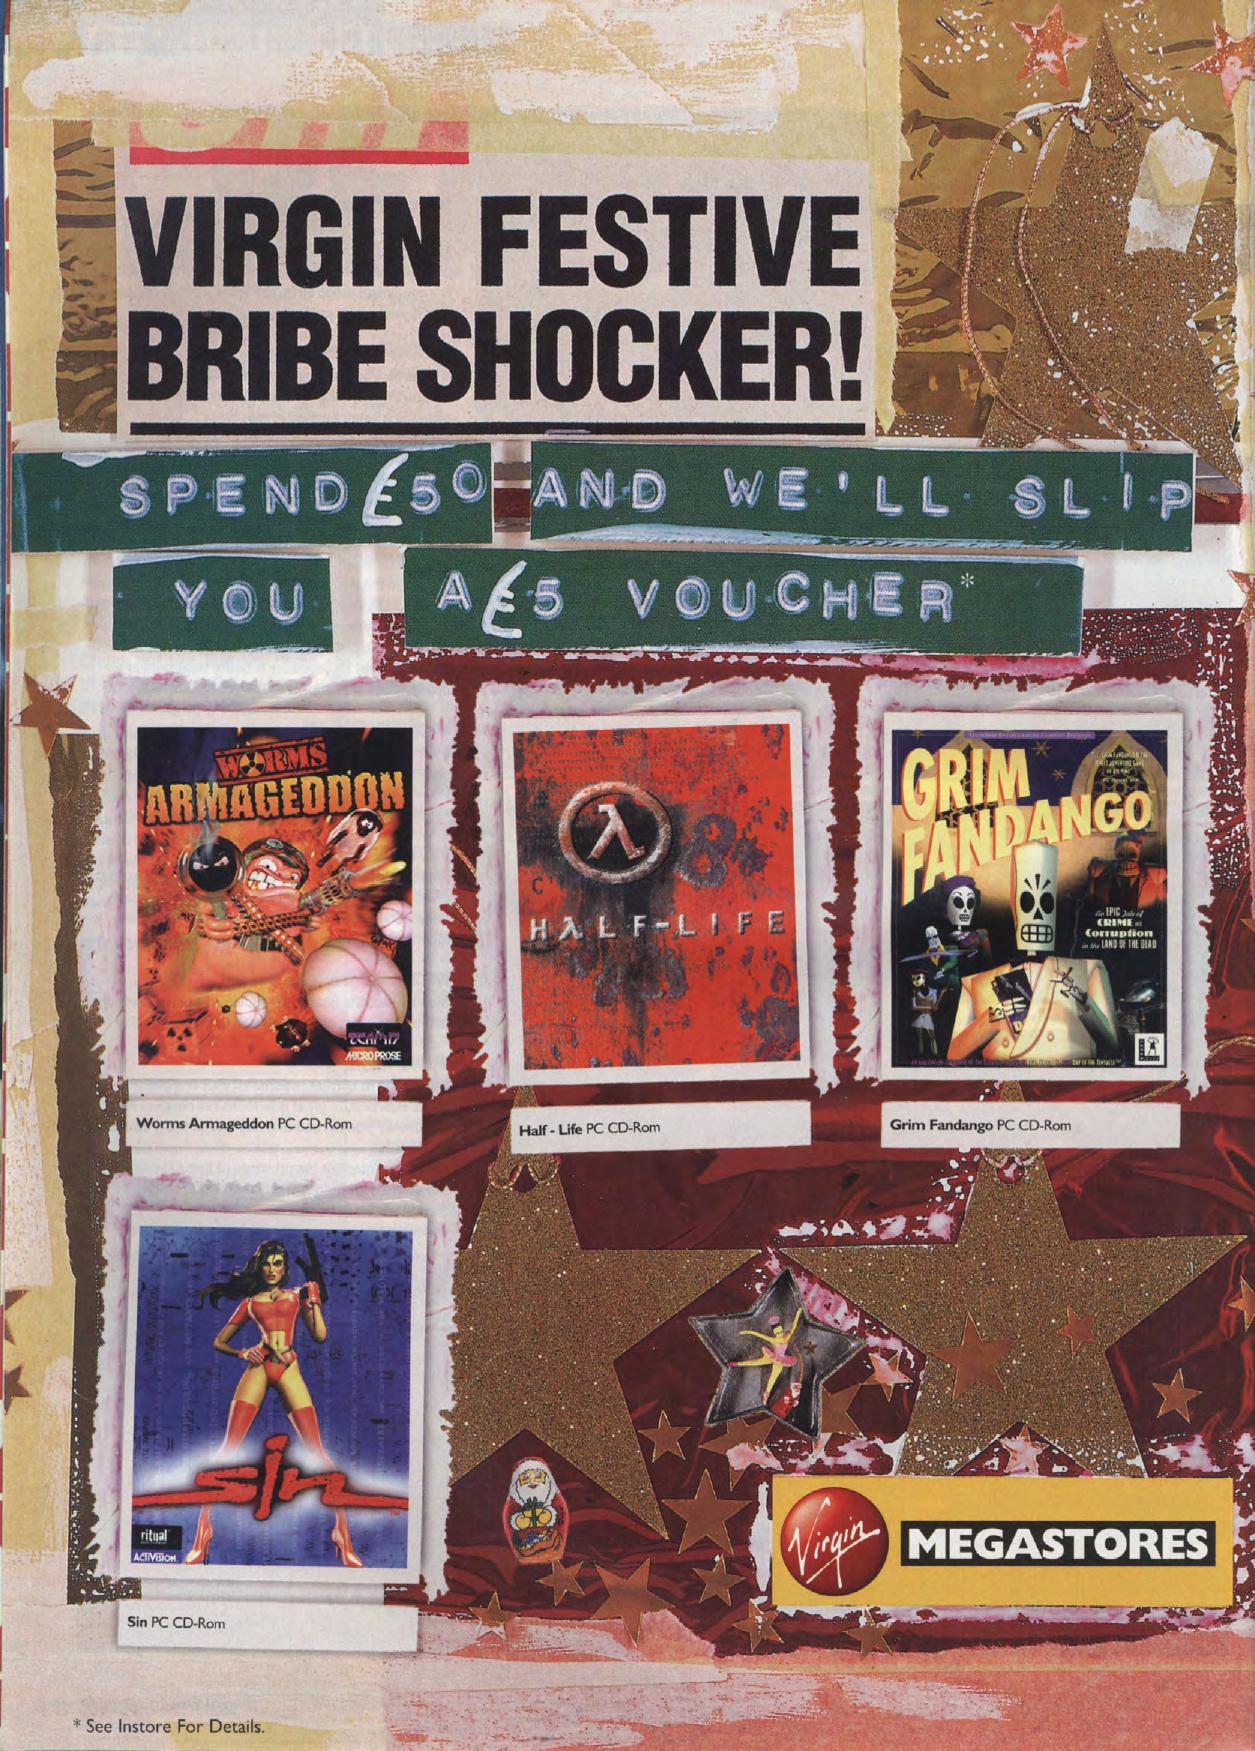 VIRGIN FESTIVE
BRIBE SHOCKER!
SPEND £50 AND WE'LL SLIP
YOU A £5 VOUCHER*
WORMS
ARMAGEDDON
TEAM17
MICROPROSE
Worms Armageddon PC CD-Rom
HλLF-LIFE
Half - Life PC CD-Rom
GRIM
FANDANGO
An EPIC Tale of
CRIME and
Corruption
in the LAND OF THE DEAD
Grim Fandango PC CD-Rom
sin
ritual
ACTIVISION
Sin PC CD-Rom
Virgin
MEGASTORES
* See Instore For Details.